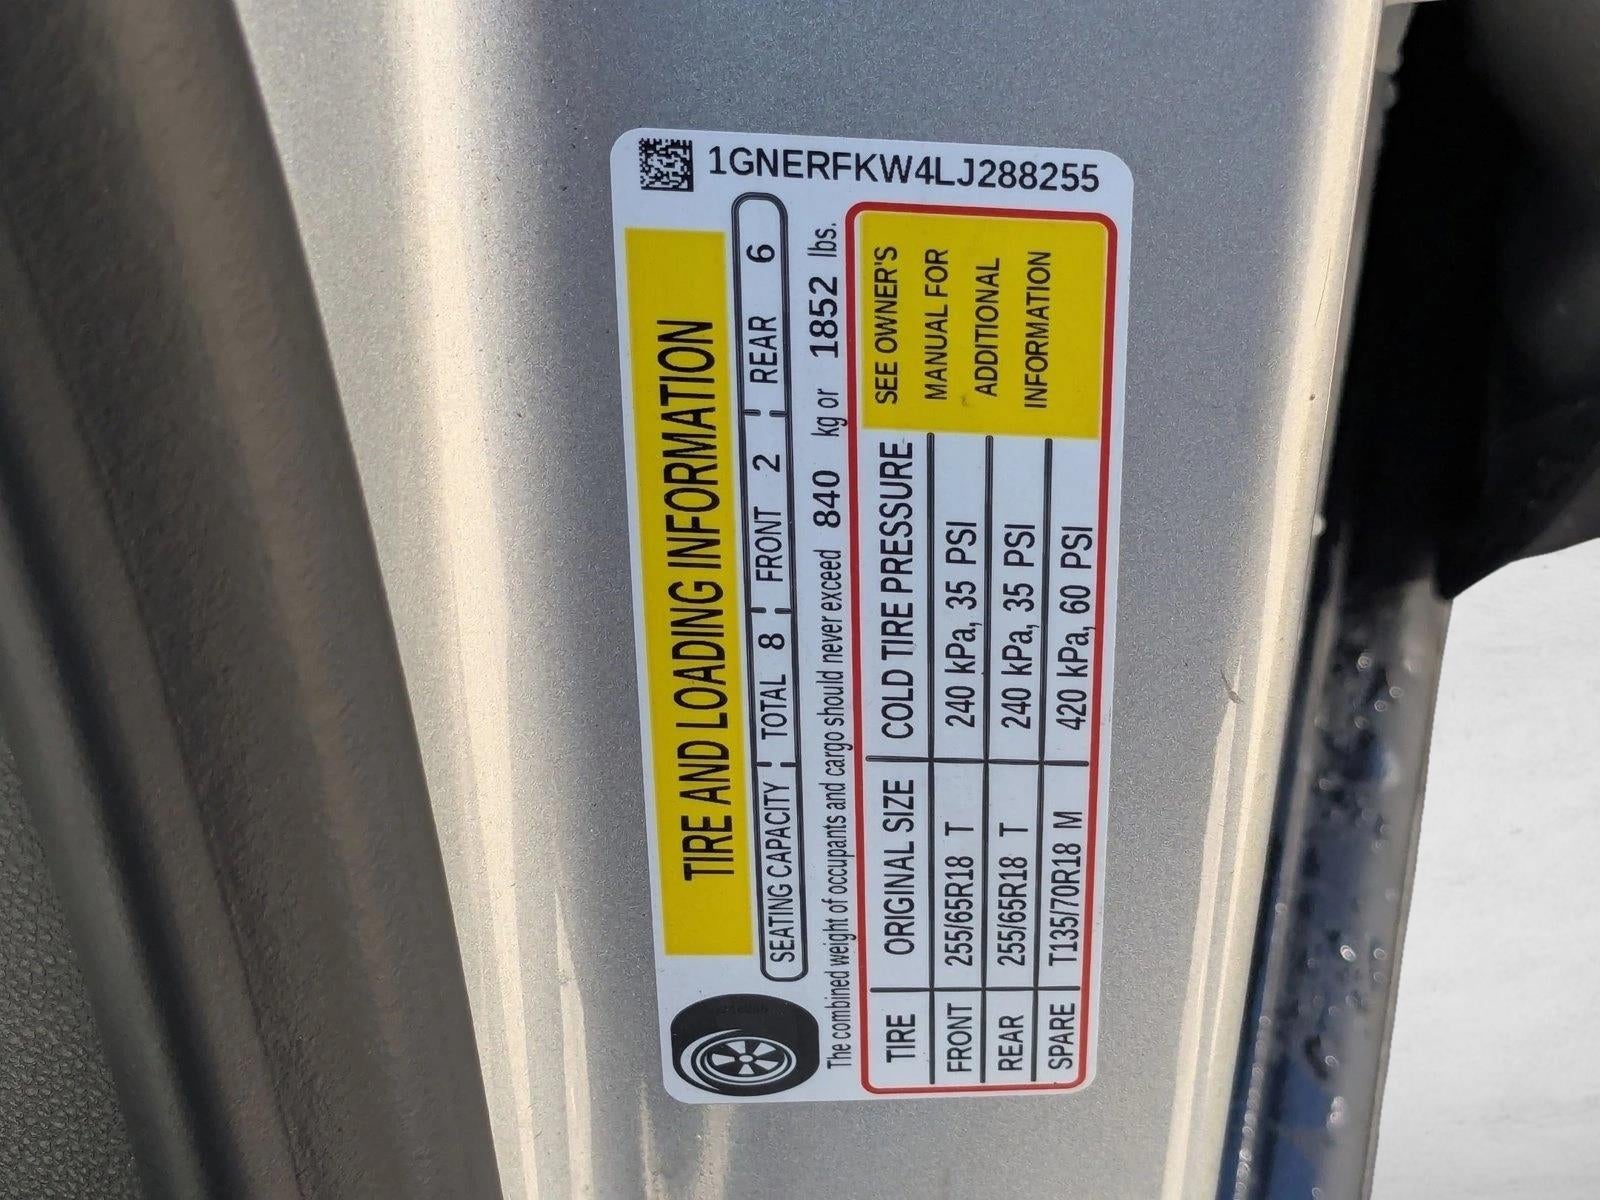 1GNERFKW4LJ288255
TIRE AND LOADING INFORMATION
SEATING CAPACITY TOTAL 8 FRONT 2 REAR 6
The combined weight of occupants and cargo should never exceed 840 kg or 1852 lbs.
TIRE ORIGINAL SIZE COLD TIRE PRESSURE
FRONT 255/65R18 T 240 kPa, 35 PSI
REAR 255/65R18 T 240 kPa, 35 PSI
SPARE T135/70R18 M 420 kPa, 60 PSI
SEE OWNER'S
MANUAL FOR
ADDITIONAL
INFORMATION